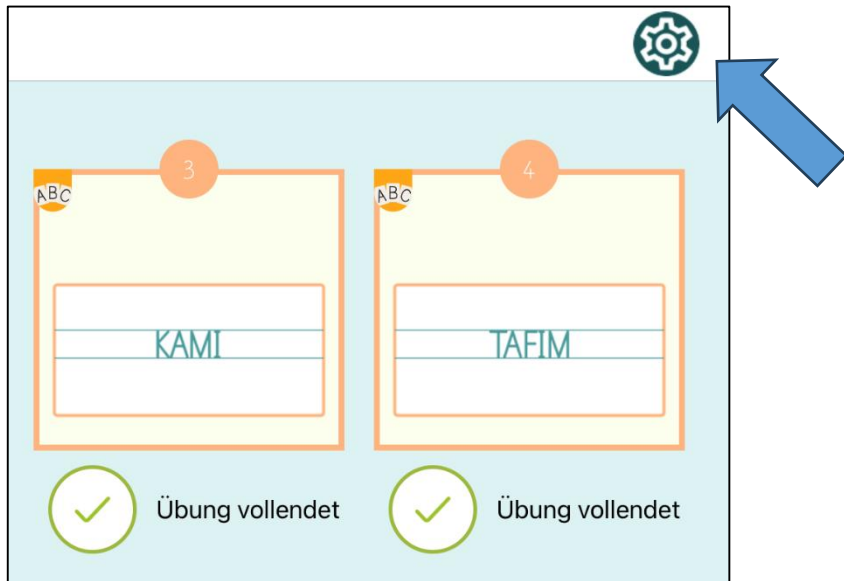 3
4
ABC
ABC
KAMI
TAFIM
Übung vollendet
Übung vollendet